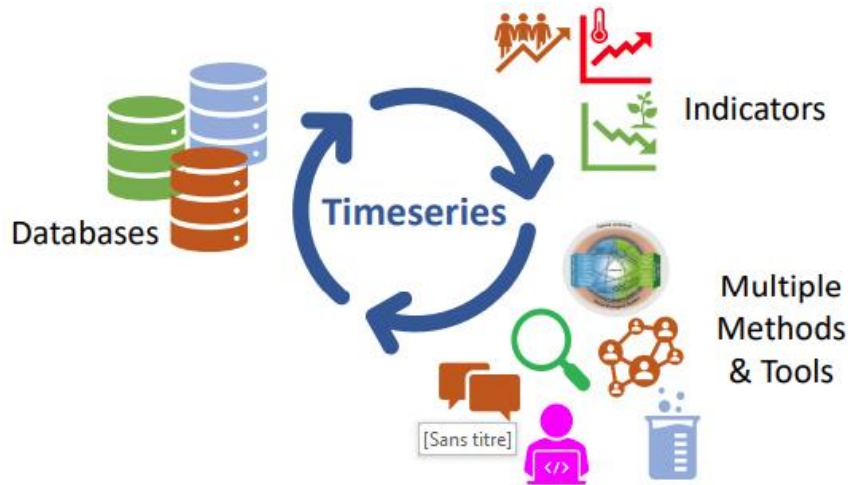 Indicators
Timeseries
Databases
Multiple
Methods
& Tools
[Sans titre]
</>